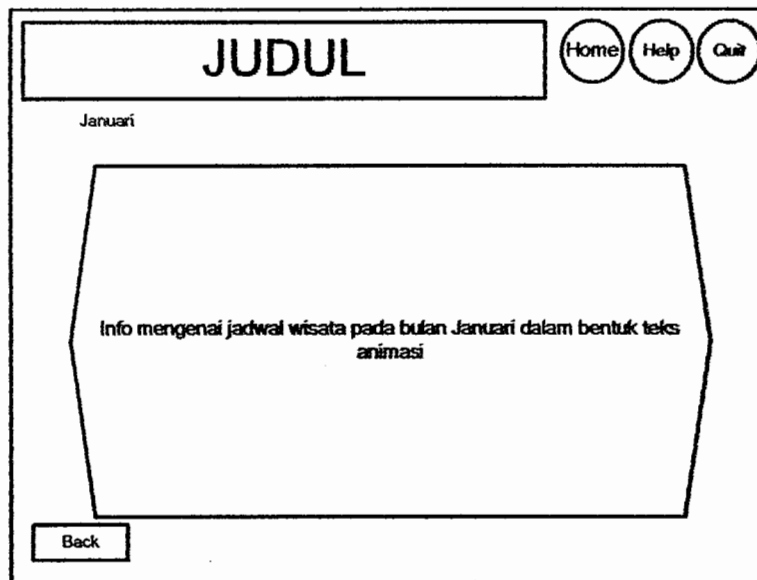 JUDUL
Home
Help
Quit
Januari
Info mengenai jadwal wisata pada bulan Januari dalam bentuk teks
animasi
Back